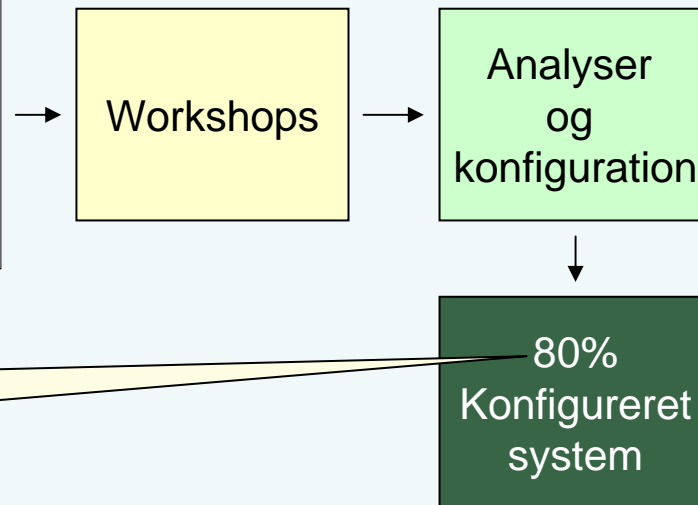 Workshops
Analyser
og
konfiguration
80%
Konfigureret
system